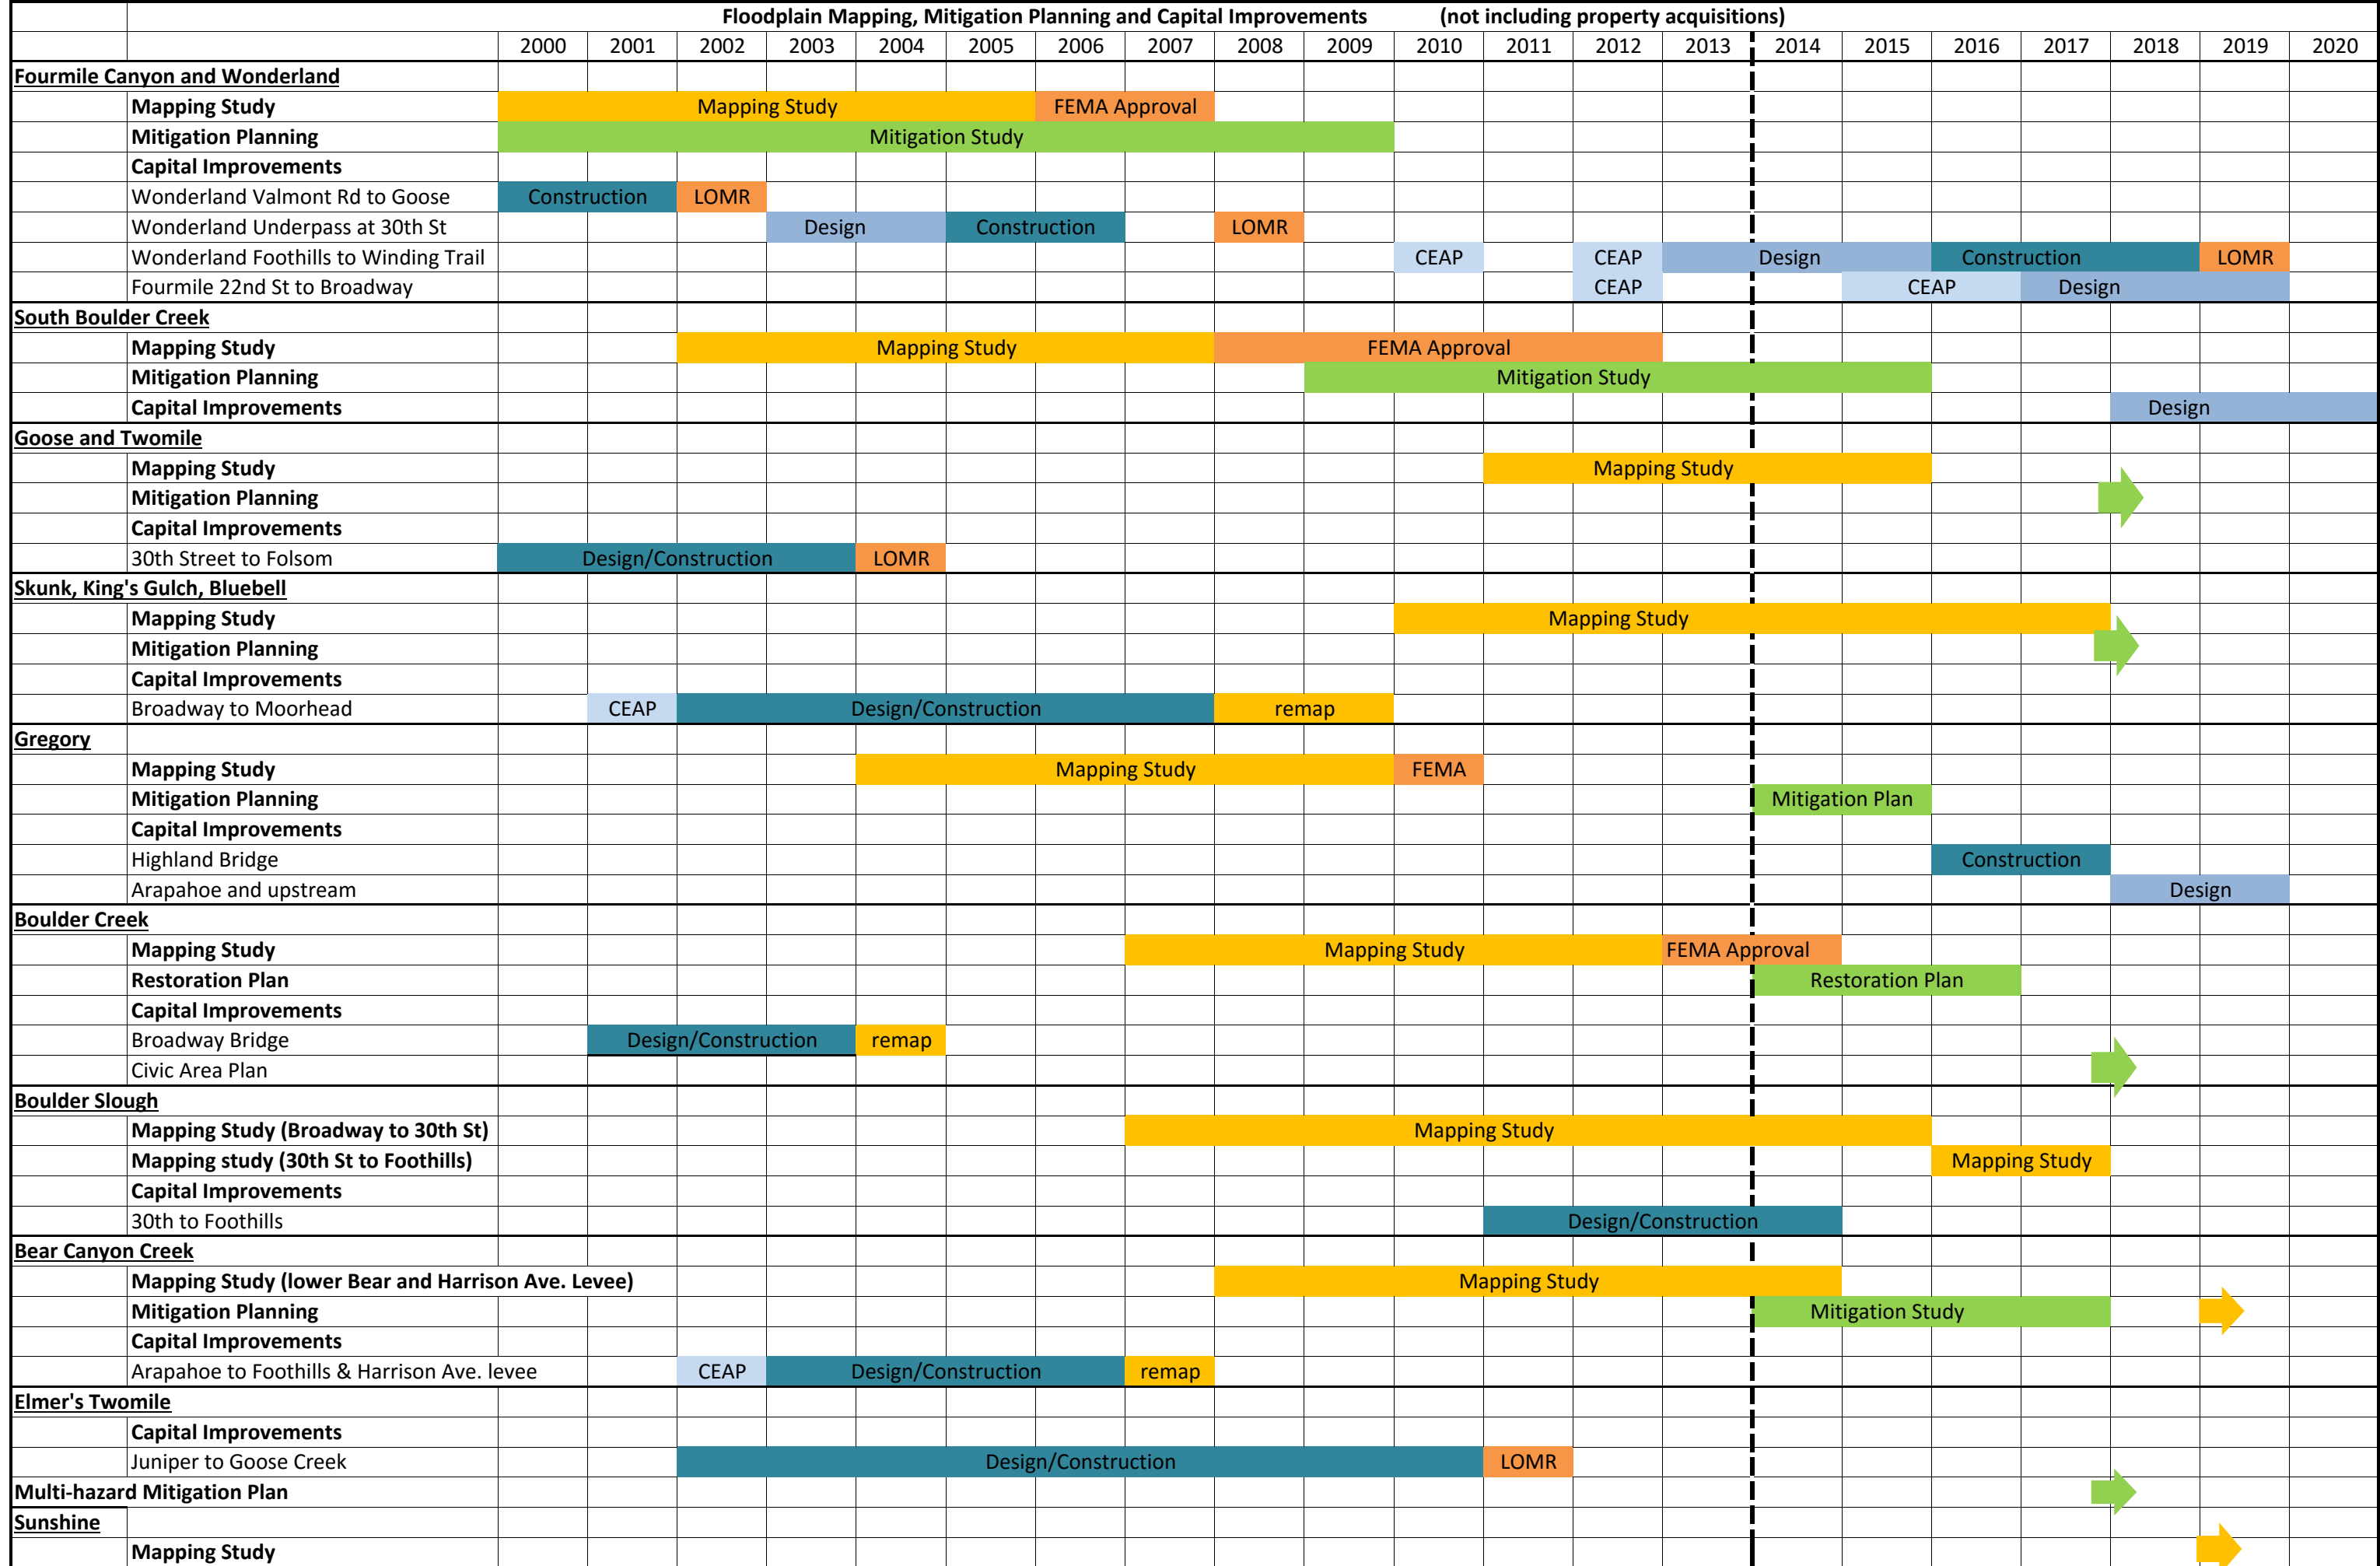 Floodplain Mapping, Mitigation Planning and Capital Improvements (not including property acquisitions)
2000 2001 2002 2003 2004 2005 2006 2007 2008 2009 2010 2011 2012 2013 2014 2015 2016 2017 2018 2019 2020
Fourmile Canyon and Wonderland
Mapping Study Mapping Study FEMA Approval
Mitigation Planning Mitigation Study
Capital Improvements
Wonderland Valmont Rd to Goose Construction LOMR
Wonderland Underpass at 30th St Design Construction LOMR
Wonderland Foothills to Winding Trail CEAP CEAP Design Construction LOMR
Fourmile 22nd St to Broadway CEAP CEAP Design
South Boulder Creek
Mapping Study Mapping Study FEMA Approval
Mitigation Planning Mitigation Study
Capital Improvements Design
Goose and Twomile
Mapping Study Mapping Study
Mitigation Planning
Capital Improvements
30th Street to Folsom Design/Construction LOMR
Skunk, King's Gulch, Bluebell
Mapping Study Mapping Study
Mitigation Planning
Capital Improvements
Broadway to Moorhead CEAP Design/Construction remap
Gregory
Mapping Study Mapping Study FEMA
Mitigation Planning Mitigation Plan
Capital Improvements
Highland Bridge Construction
Arapahoe and upstream Design
Boulder Creek
Mapping Study Mapping Study FEMA Approval
Restoration Plan Restoration Plan
Capital Improvements
Broadway Bridge Design/Construction remap
Civic Area Plan
Boulder Slough
Mapping Study (Broadway to 30th St) Mapping Study
Mapping study (30th St to Foothills) Mapping Study
Capital Improvements
30th to Foothills Design/Construction
Bear Canyon Creek
Mapping Study (lower Bear and Harrison Ave. Levee) Mapping Study
Mitigation Planning Mitigation Study
Capital Improvements
Arapahoe to Foothills & Harrison Ave. levee CEAP Design/Construction remap
Elmer's Twomile
Capital Improvements
Juniper to Goose Creek Design/Construction LOMR
Multi-hazard Mitigation Plan
Sunshine
Mapping Study